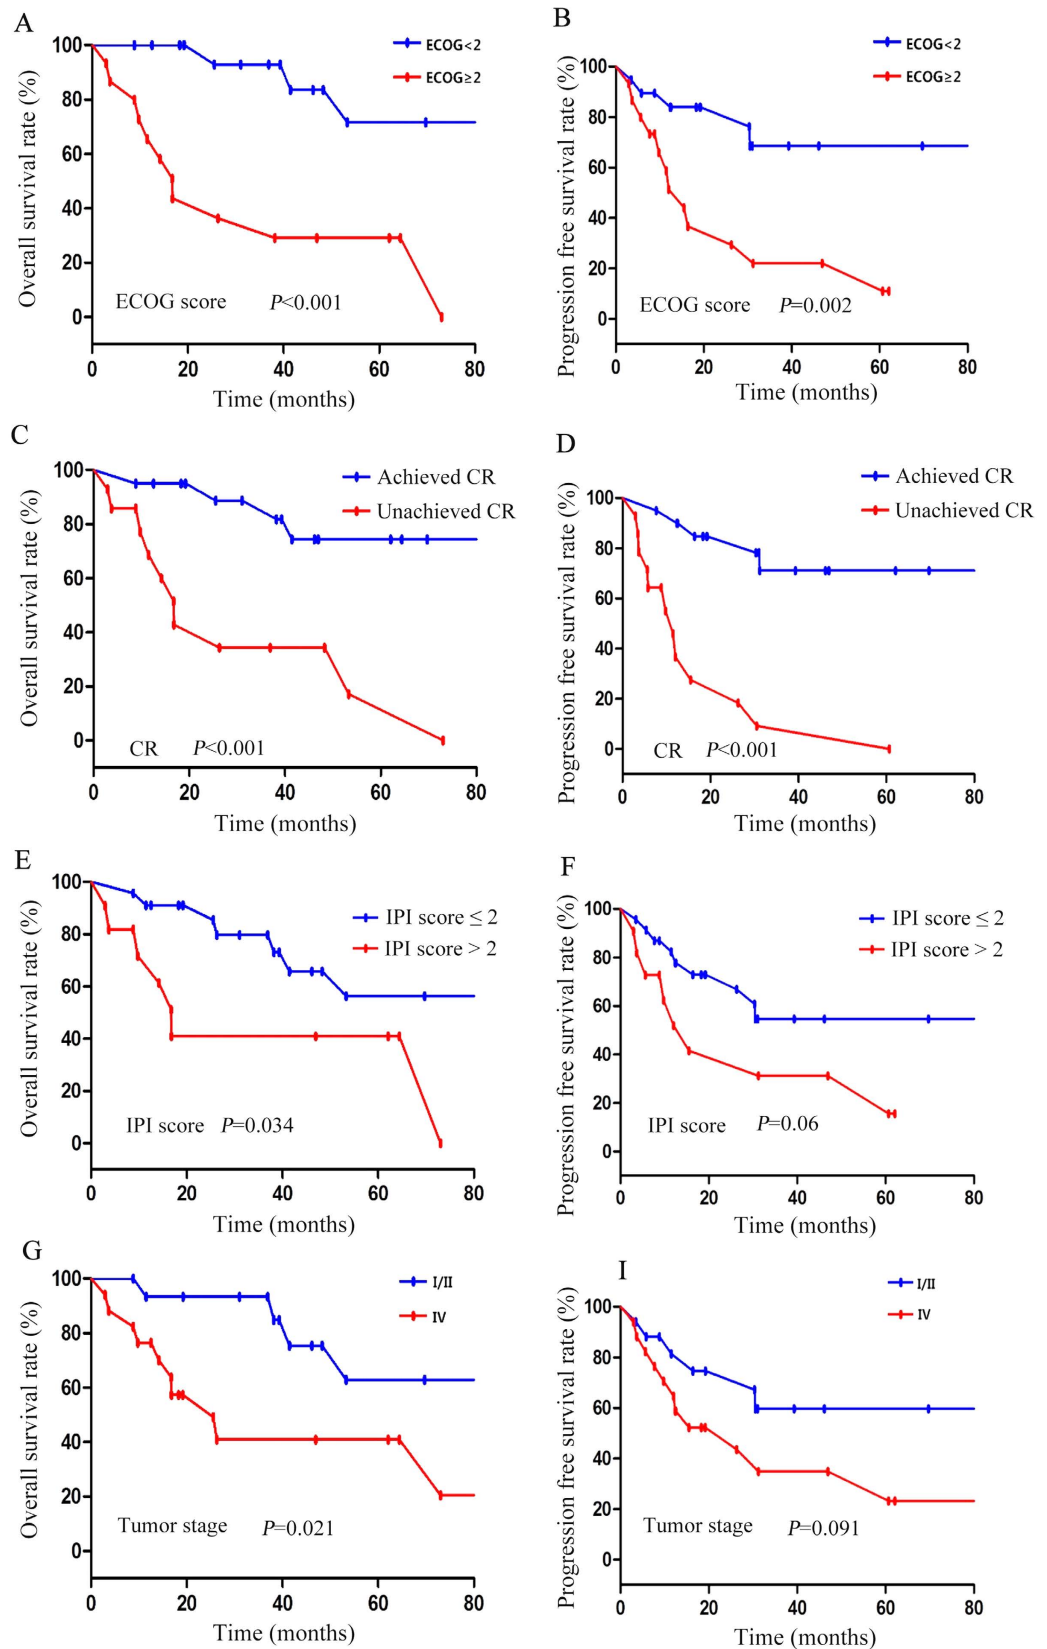 A
Overall survival rate (%)
100
80
60
40
20
0
ECOG<2
ECOG≥2
ECOG score P<0.001
0 20 40 60 80
Time (months)
B
Progression free survival rate (%)
100
80
60
40
20
0
ECOG<2
ECOG≥2
ECOG score P=0.002
0 20 40 60 80
Time (months)
C
Overall survival rate (%)
100
80
60
40
20
0
Achieved CR
Unachieved CR
CR P<0.001
0 20 40 60 80
Time (months)
D
Progression free survival rate (%)
100
80
60
40
20
0
Achieved CR
Unachieved CR
CR P<0.001
0 20 40 60 80
Time (months)
E
Overall survival rate (%)
100
80
60
40
20
0
IPI score ≤ 2
IPI score > 2
IPI score P=0.034
0 20 40 60 80
Time (months)
F
Progression free survival rate (%)
100
80
60
40
20
0
IPI score ≤ 2
IPI score > 2
IPI score P=0.06
0 20 40 60 80
Time (months)
G
Overall survival rate (%)
100
80
60
40
20
0
I/II
IV
Tumor stage P=0.021
0 20 40 60 80
Time (months)
I
Progression free survival rate (%)
100
80
60
40
20
0
I/II
IV
Tumor stage P=0.091
0 20 40 60 80
Time (months)